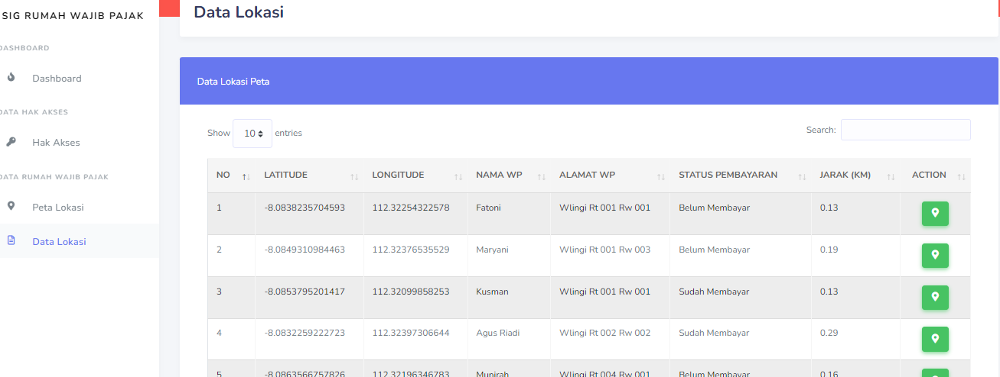 SIG RUMAH WAJIB PAJAK
DASHBOARD
Dashboard
DATA HAK AKSES
Hak Akses
DATA RUMAH WAJIB PAJAK
Peta Lokasi
Data Lokasi
Data Lokasi
Data Lokasi Peta
Show 10 entries Search:
NO LATITUDE LONGITUDE NAMA WP ALAMAT WP STATUS PEMBAYARAN JARAK (KM) ACTION
1 -8.0838235704593 112.32254322578 Fatoni Wlingi Rt 001 Rw 001 Belum Membayar 0.13
2 -8.0849310984463 112.32376535529 Maryani Wlingi Rt 001 Rw 003 Belum Membayar 0.19
3 -8.0853795201417 112.32099858253 Kusman Wlingi Rt 001 Rw 001 Sudah Membayar 0.13
4 -8.0832259222723 112.32397306644 Agus Riadi Wlingi Rt 002 Rw 002 Sudah Membayar 0.29
5 -8.0863566757826 112.32196346783 Munirah Wlingi Rt 004 Rw 001 Belum Membayar 0.16